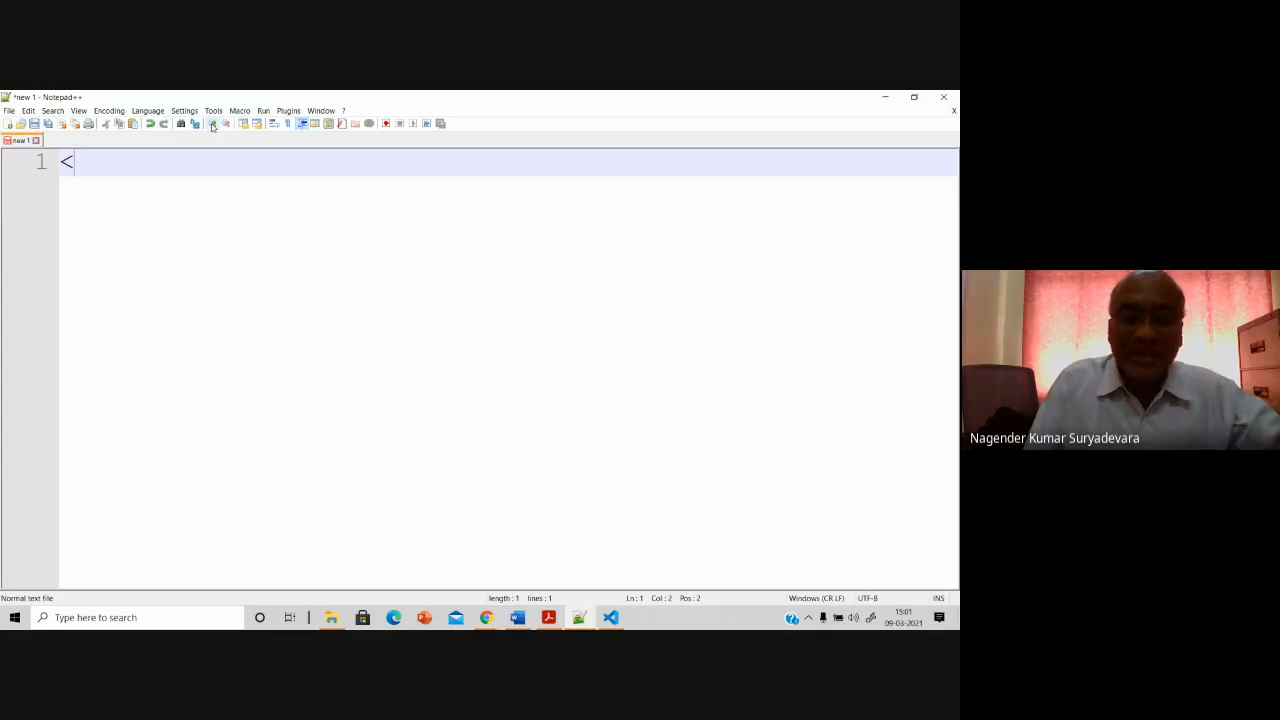 *new 1 - Notepad++
File Edit Search View Encoding Language Settings Tools Macro Run Plugins Window ? X
new 1
1 <
Nagender Kumar Suryadevara
Normal text file length : 1 lines : 1 Ln : 1 Col : 2 Pos : 2 Windows (CR LF) UTF-8 INS
Type here to search
15:01
09-03-2021